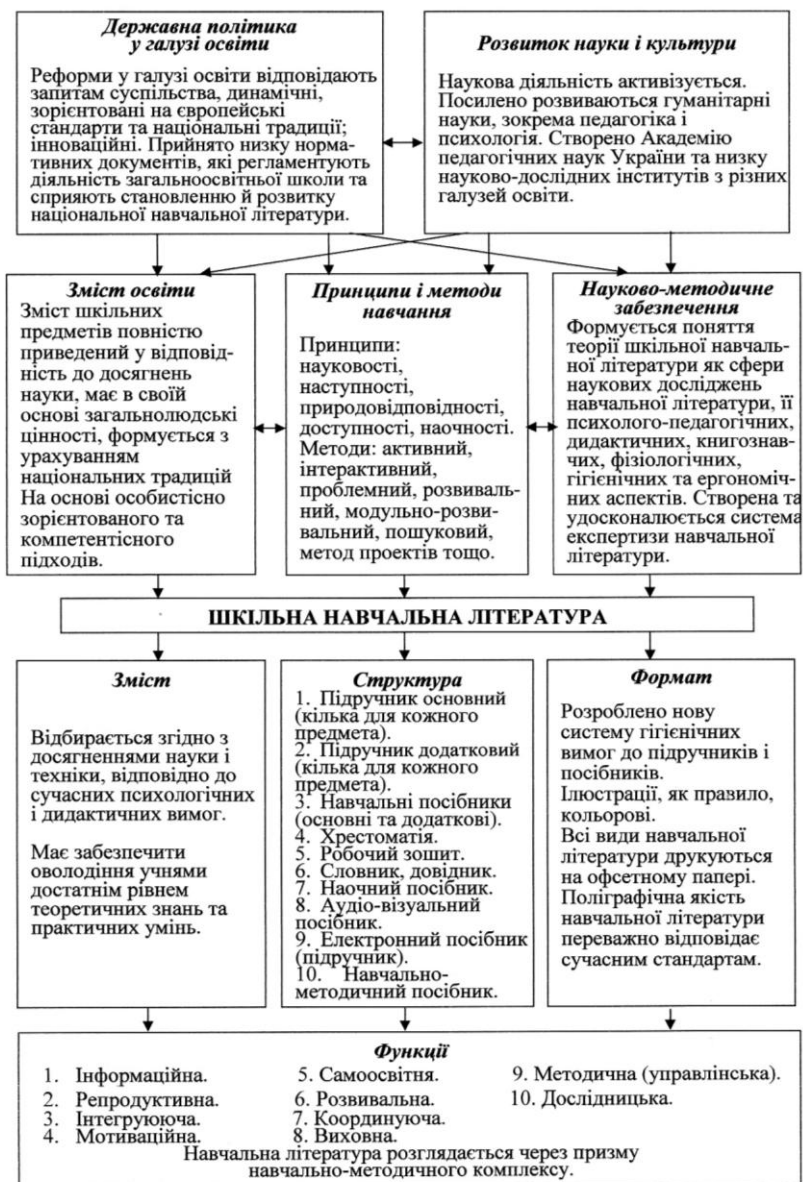 Державна політика
у галузі освіти
Реформи у галузі освіти відповідають
запитам суспільства, динамічні,
зорієнтовані на європейські
стандарти та національні традиції;
інноваційні. Прийнято низку норма-
тивних документів, які регламентують
діяльність загальноосвітньої школи та
сприяють становленню й розвитку
національної навчальної літератури.
Розвиток науки і культури
Наукова діяльність активізується.
Посилено розвиваються гуманітарні
науки, зокрема педагогіка і
психологія. Створено Академію
педагогічних наук України та низку
науково-дослідних інститутів з різних
галузей освіти.
Зміст освіти
Зміст шкільних
предметів повністю
приведений у відповід-
ність до досягнень
науки, має в своїй
основі загальнолюдські
цінності, формується з
урахуванням
національних традицій
На основі особистісно
зорієнтованого та
компетентісного
підходів.
Принципи і методи
навчання
Принципи:
науковості,
наступності,
природовідповідності,
доступності, наочності.
Методи: активний,
інтерактивний,
проблемний, розвиваль-
ний, модульно-розви-
вальний, пошуковий,
метод проектів тощо.
Науково-методичне
забезпечення
Формується поняття
теорії шкільної навчаль-
ної літератури як сфери
наукових досліджень
навчальної літератури, її
психолого-педагогічних,
дидактичних, книгознав-
чих, фізіологічних,
гігієнічних та ергономіч-
них аспектів. Створена та
удосконалюється система
експертизи навчальної
літератури.
ШКІЛЬНА НАВЧАЛЬНА ЛІТЕРАТУРА
Зміст
Відбирається згідно з
досягненнями науки і
техніки, відповідно до
сучасних психологічних
і дидактичних вимог.
Має забезпечити
оволодіння учнями
достатнім рівнем
теоретичних знань та
практичних умінь.
Структура
1. Підручник основний
(кілька для кожного
предмета).
2. Підручник додатковий
(кілька для кожного
предмета).
3. Навчальні посібники
(основні та додаткові).
4. Хрестоматія.
5. Робочий зошит.
6. Словник, довідник.
7. Наочний посібник.
8. Аудіо-візуальний
посібник.
9. Електронний посібник
(підручник).
10. Навчально-
методичний посібник.
Формат
Розроблено нову
систему гігієнічних
вимог до підручників і
посібників.
Ілюстрації, як правило,
кольорові.
Всі види навчальної
літератури друкуються
на офсетному папері.
Поліграфічна якість
навчальної літератури
переважно відповідає
сучасним стандартам.
Функції
1. Інформаційна.
2. Репродуктивна.
3. Інтегруююча.
4. Мотиваційна.
5. Самоосвітня.
6. Розвивальна.
7. Координуюча.
8. Виховна.
9. Методична (управлінська).
10. Дослідницька.
Навчальна література розглядається через призму
навчально-методичного комплексу.